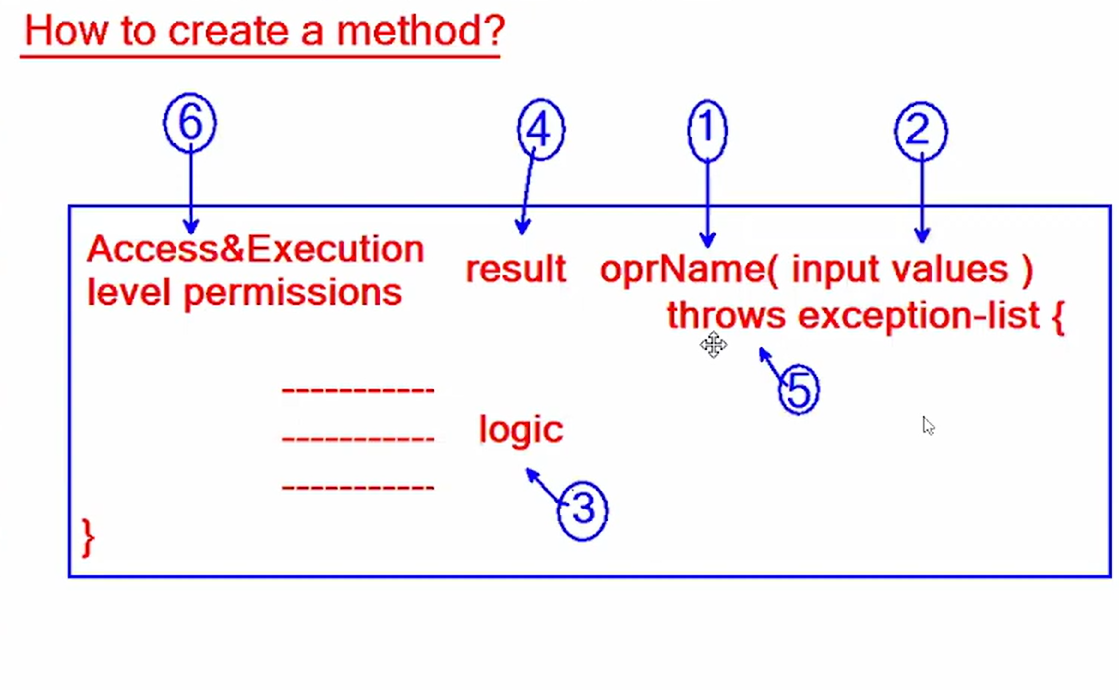 How to create a method?
6 4 1 2
Access&Execution
level permissions
result oprName( input values )
throws exception-list {
5
-----------
----------- logic
-----------
3
}